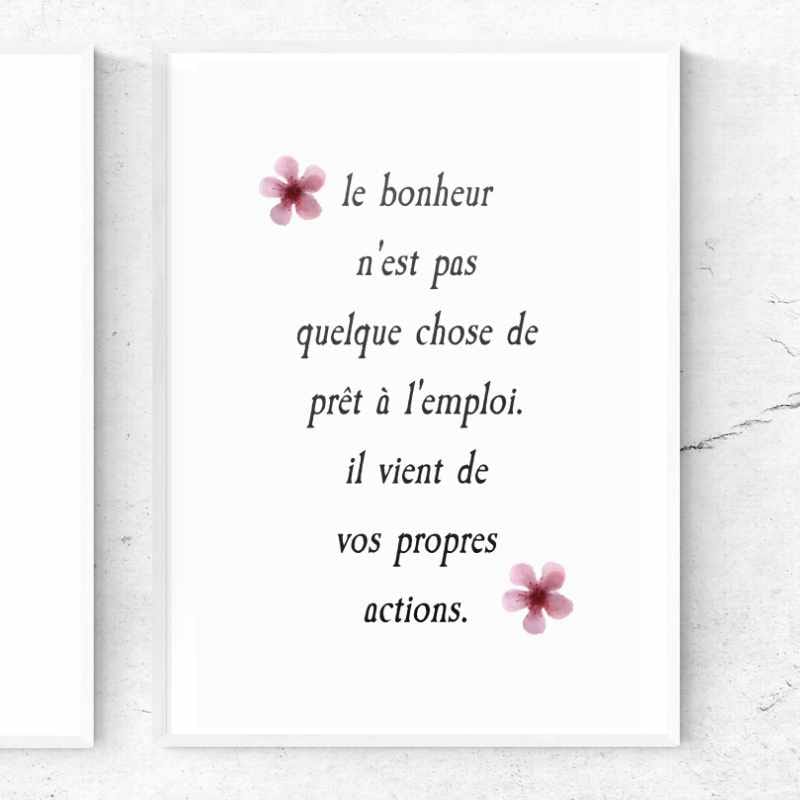 le bonheur
n'est pas
quelque chose de
prêt à l'emploi.
il vient de
vos propres
actions.